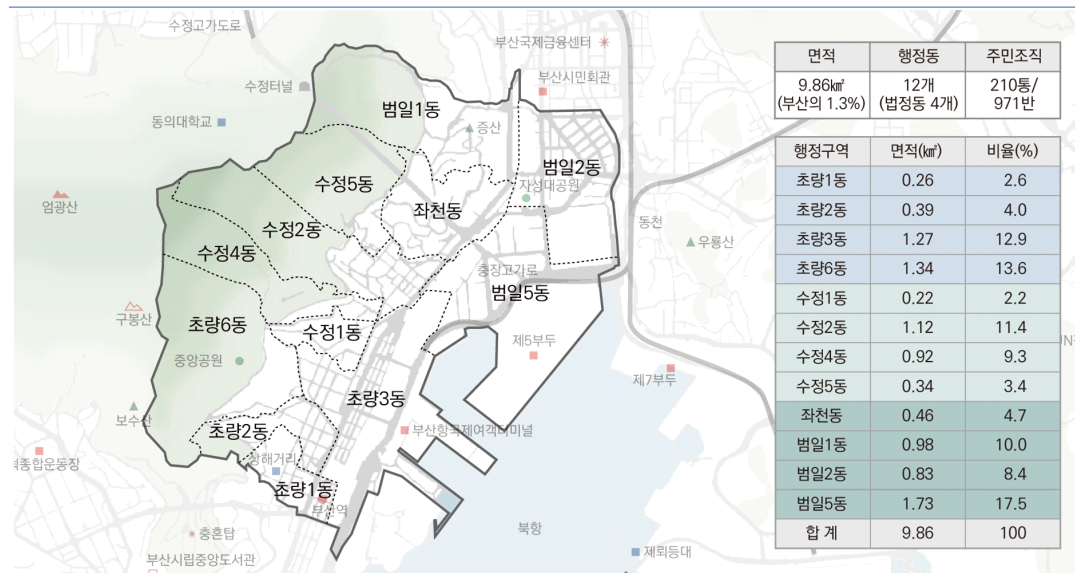 수정고가도로
부산국제금융센터
수정터널
부산시민회관
범일1동
동의대학교
증산
범일2동
수정5동
자성대공원
엄광산
좌천동
동천
수정2동
우룡산
수정4동
충장고가로
범일5동
구봉산
초량6동
수정1동
제5부두
중앙공원
제7부두
초량3동
보수산
초량2동
부산항국제여객터미널
상해거리
종합운동장
초량1동
부산역
북항
충혼탑
제뢰등대
부산시립중앙도서관
면적 행정동 주민조직
9.86㎢ 12개 210통/
(부산의 1.3%) (법정동 4개) 971반
행정구역 면적(㎢) 비율(%)
초량1동 0.26 2.6
초량2동 0.39 4.0
초량3동 1.27 12.9
초량6동 1.34 13.6
수정1동 0.22 2.2
수정2동 1.12 11.4
수정4동 0.92 9.3
수정5동 0.34 3.4
좌천동 0.46 4.7
범일1동 0.98 10.0
범일2동 0.83 8.4
범일5동 1.73 17.5
합 계 9.86 100